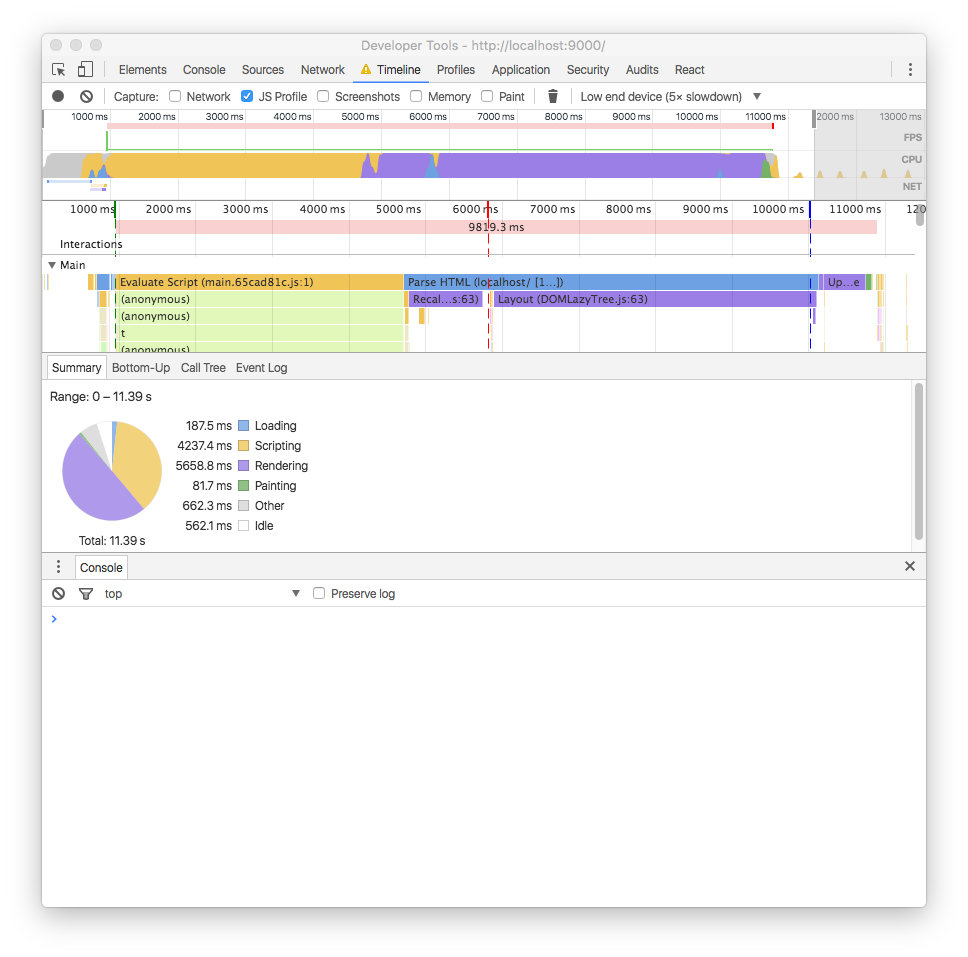 Developer Tools - http://localhost:9000/
Elements Console Sources Network Timeline Profiles Application Security Audits React
Capture: Network JS Profile Screenshots Memory Paint Low end device (5× slowdown)
1000 ms 2000 ms 3000 ms 4000 ms 5000 ms 6000 ms 7000 ms 8000 ms 9000 ms 10000 ms 11000 ms 2000 ms 13000 ms
FPS
CPU
NET
1000 ms 2000 ms 3000 ms 4000 ms 5000 ms 6000 ms 7000 ms 8000 ms 9000 ms 10000 ms 11000 ms 120
9819.3 ms
Interactions
Main
Evaluate Script (main.65cad81c.js:1) Parse HTML (localhost/ [1...]) Up...e
(anonymous) Recal...s:63) Layout (DOMLazyTree.js:63)
(anonymous)
t
(anonymous)
Summary Bottom-Up Call Tree Event Log
Range: 0 – 11.39 s
187.5 ms Loading
4237.4 ms Scripting
5658.8 ms Rendering
81.7 ms Painting
662.3 ms Other
562.1 ms Idle
Total: 11.39 s
Console
top Preserve log